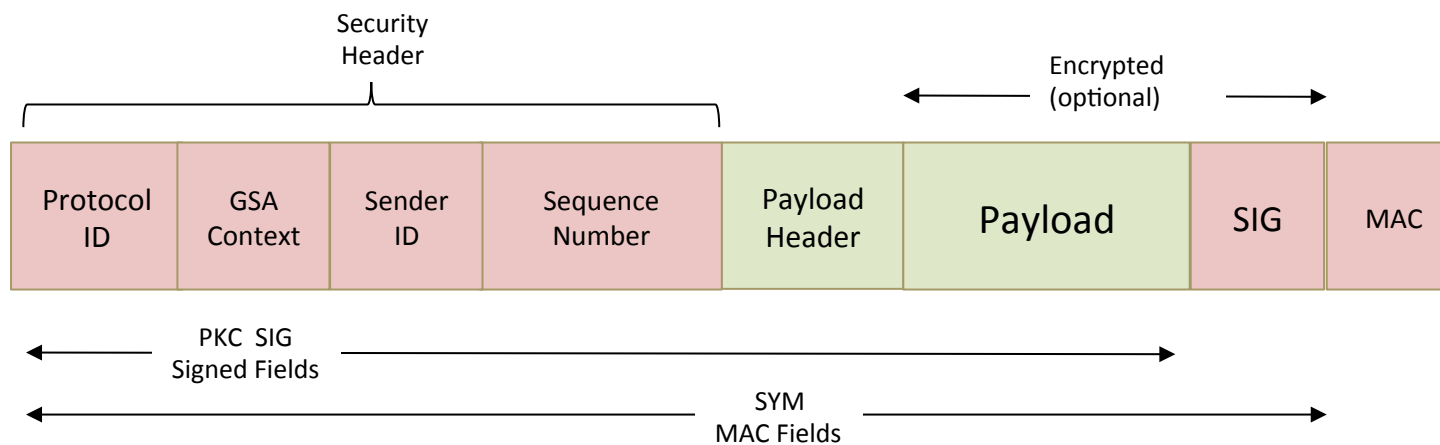 Security
Header
Encrypted
(optional)
Protocol
ID
GSA
Context
Sender
ID
Sequence
Number
Payload
Header
Payload
SIG
MAC
PKC SIG
Signed Fields
SYM
MAC Fields